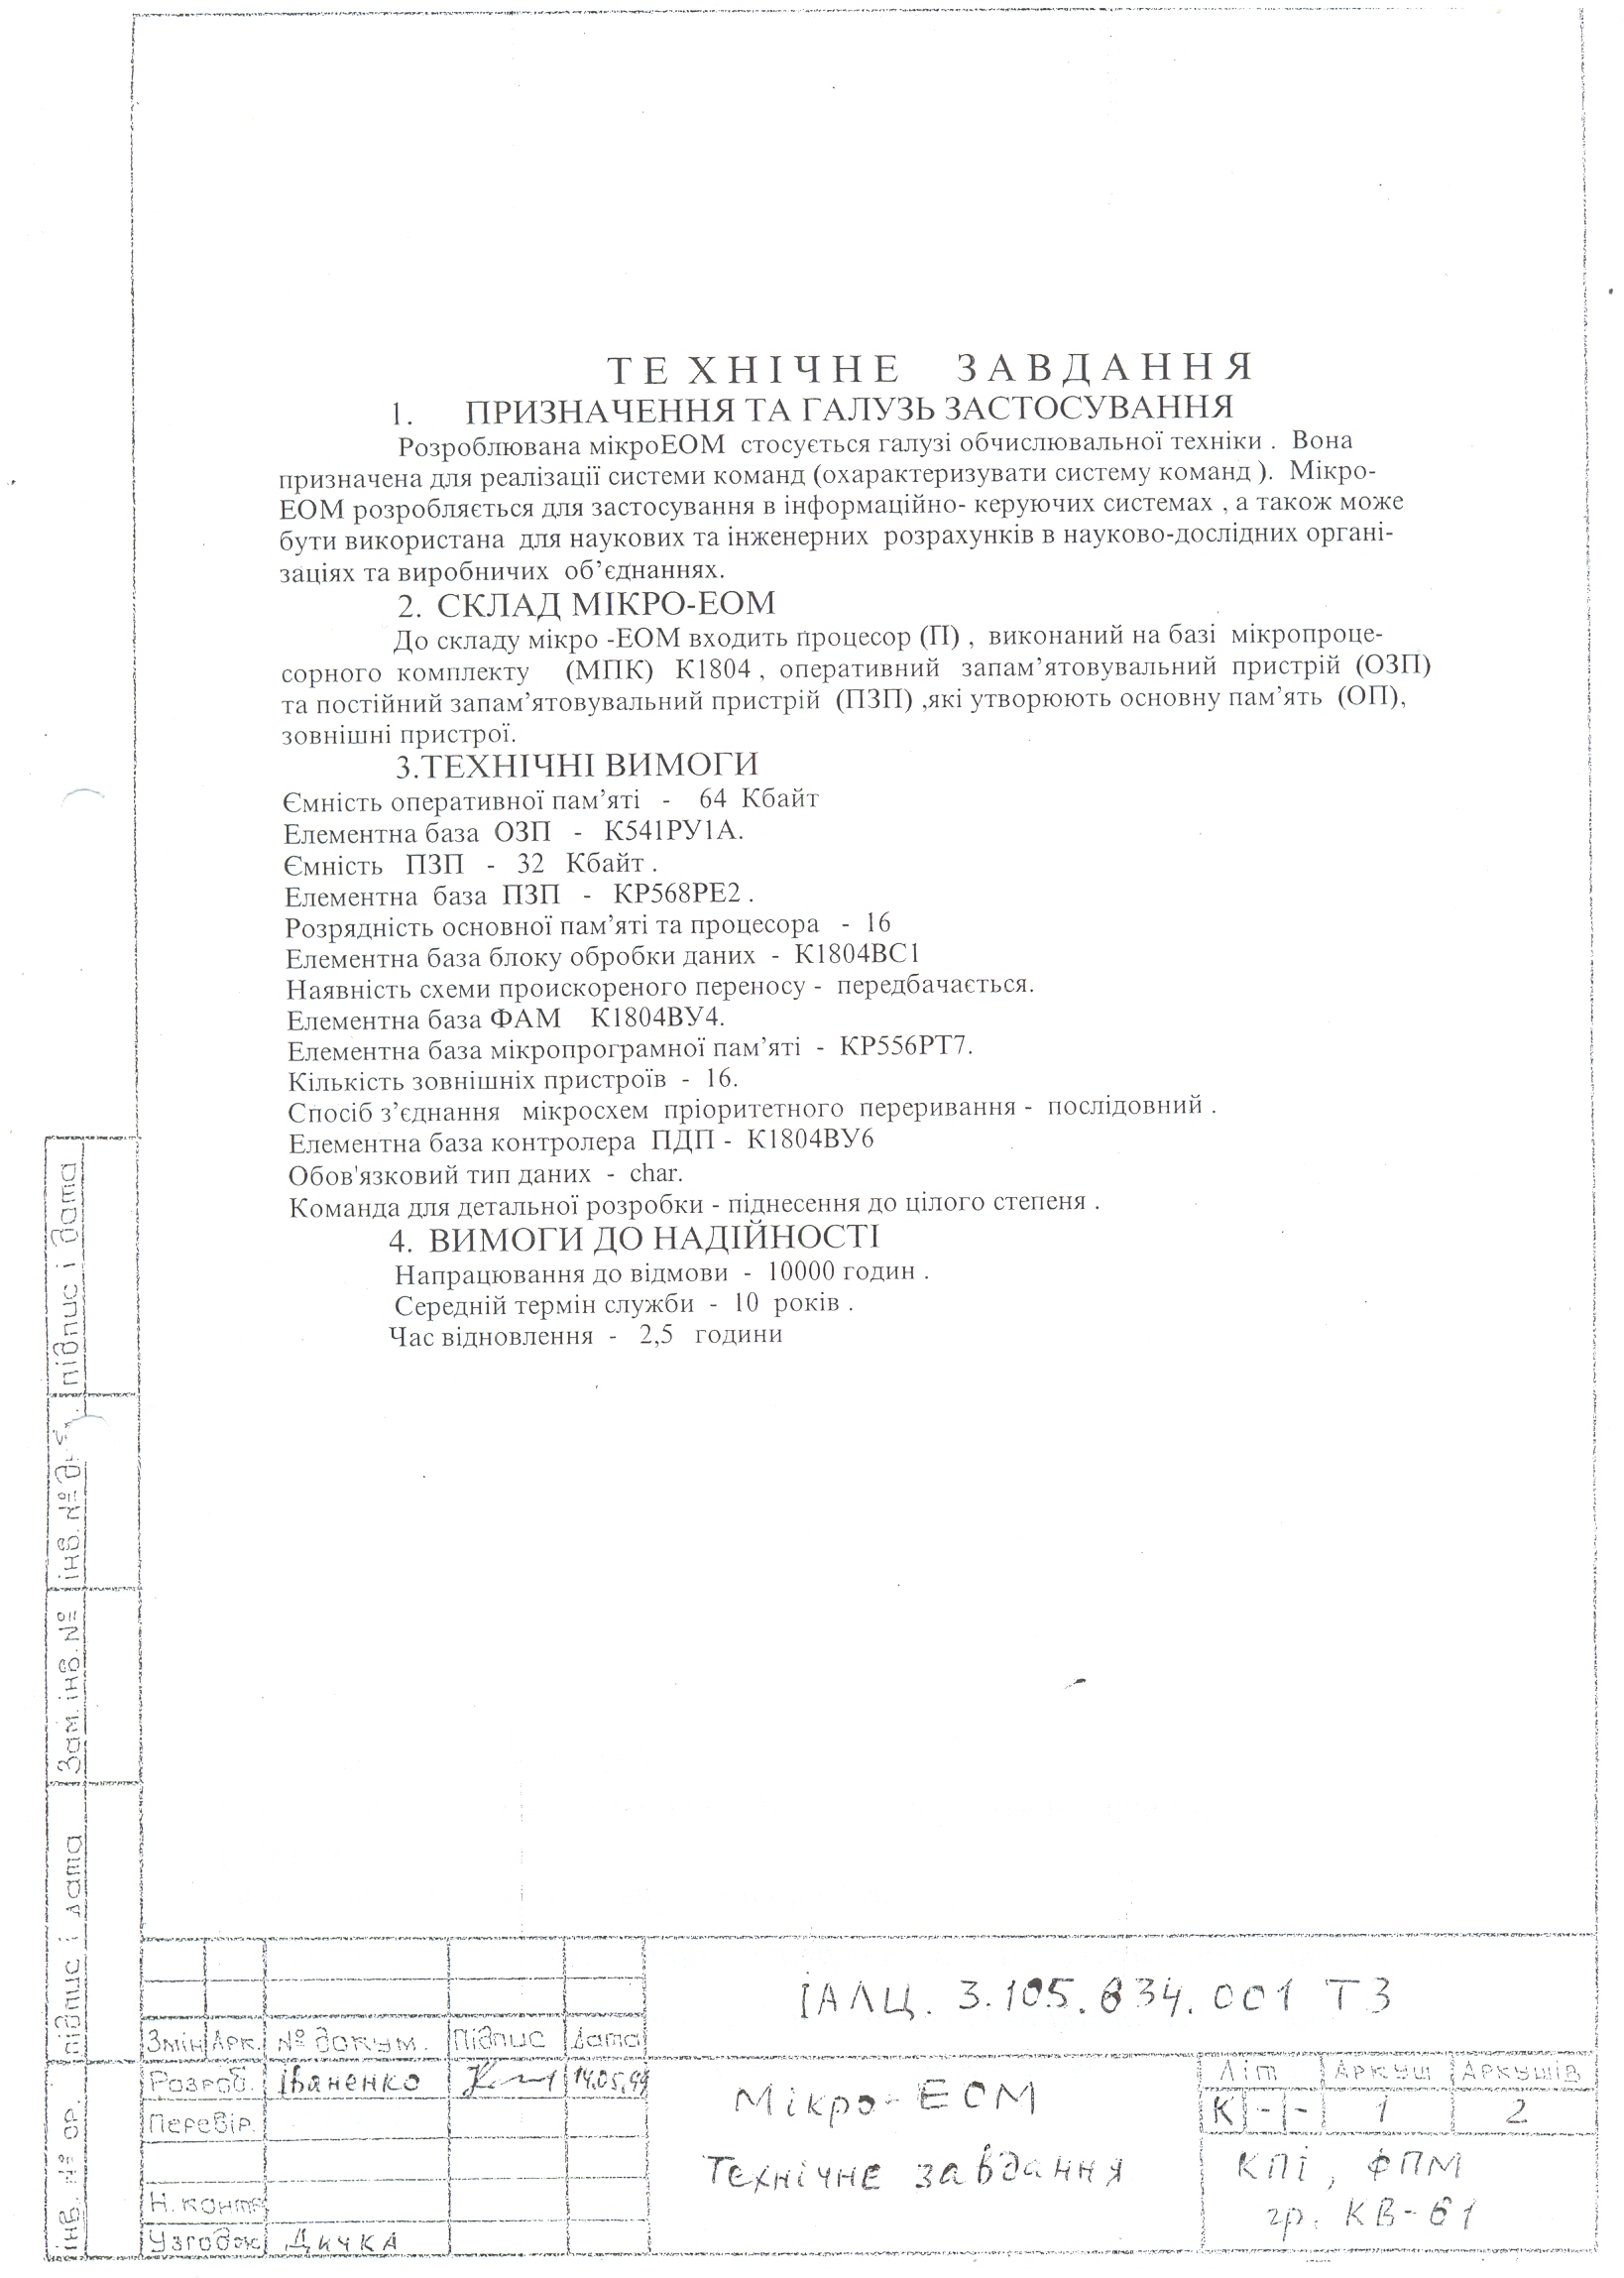 ТЕХНІЧНЕ ЗАВДАННЯ
1. ПРИЗНАЧЕННЯ ТА ГАЛУЗЬ ЗАСТОСУВАННЯ
Розроблювана мікроЕОМ стосується галузі обчислювальної техніки . Вона
призначена для реалізації системи команд (охарактеризувати систему команд ). Мікро-
ЕОМ розробляється для застосування в інформаційно- керуючих системах , а також може
бути використана для наукових та інженерних розрахунків в науково-дослідних органі-
заціях та виробничих об’єднаннях.
2. СКЛАД МІКРО-ЕОМ
До складу мікро -ЕОМ входить процесор (П) , виконаний на базі мікропроце-
сорного комплекту (МПК) К1804 , оперативний запам’ятовувальний пристрій (ОЗП)
та постійний запам’ятовувальний пристрій (ПЗП) ,які утворюють основну пам’ять (ОП),
зовнішні пристрої.
3.ТЕХНІЧНІ ВИМОГИ
Ємність оперативної пам’яті - 64 Кбайт
Елементна база ОЗП - К541РУ1А.
Ємність ПЗП - 32 Кбайт .
Елементна база ПЗП - КР568РЕ2 .
Розрядність основної пам’яті та процесора - 16
Елементна база блоку обробки даних - К1804ВС1
Наявність схеми проискореного переносу - передбачається.
Елементна база ФАМ К1804ВУ4.
Елементна база мікропрограмної пам’яті - КР556РТ7.
Кількість зовнішніх пристроїв - 16.
Спосіб з’єднання мікросхем пріоритетного переривання - послідовний .
Елементна база контролера ПДП - К1804ВУ6
Обов'язковий тип даних - char.
Команда для детальної розробки - піднесення до цілого степеня .
4. ВИМОГИ ДО НАДІЙНОСТІ
Напрацювання до відмови - 10000 годин .
Середній термін служби - 10 років .
Час відновлення - 2,5 години
підпис і дата
інв. №
Зам. інв. №
підпис і дата
інв. № ор.
ІАЛЦ. 3.105.834.001 ТЗ
Змін Арк. № докум. Підпис Дата
Розроб. Іваненко 14.05.99
Перевір.
Н. контр
Узгодж Дичка
Мікро-ЕОМ
Технічне завдання
Літ Аркуш Аркушів
К - - 1 2
КПІ, ФПМ
гр. КВ-61